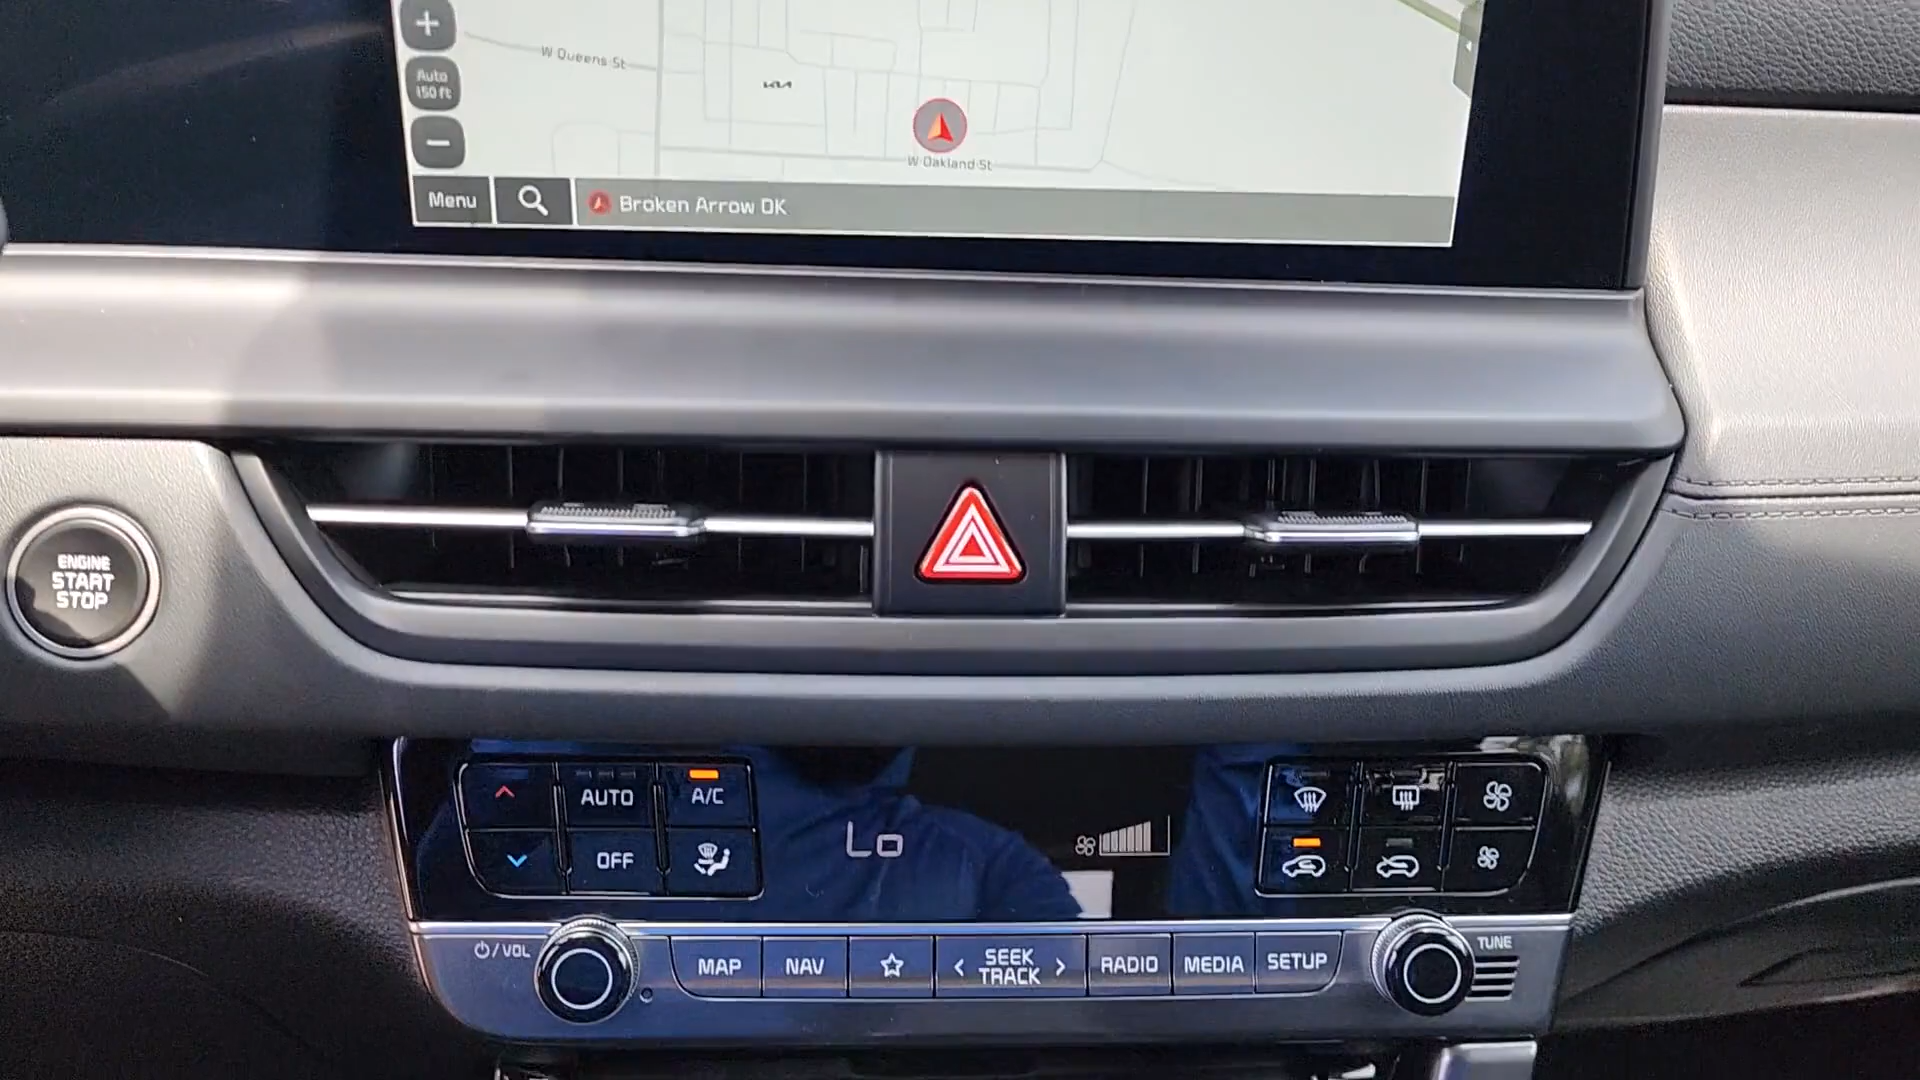 W Queens St
Auto
150 ft
KIA
W Oakland St
Menu
Broken Arrow OK
ENGINE
START
STOP
AUTO
A/C
OFF
Lo
VOL
MAP
NAV
SEEK
TRACK
RADIO
MEDIA
SETUP
TUNE